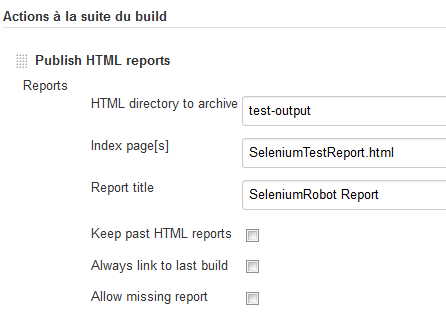 Actions à la suite du build
Publish HTML reports
Reports
HTML directory to archive test-output
Index page[s] SeleniumTestReport.html
Report title SeleniumRobot Report
Keep past HTML reports
Always link to last build
Allow missing report